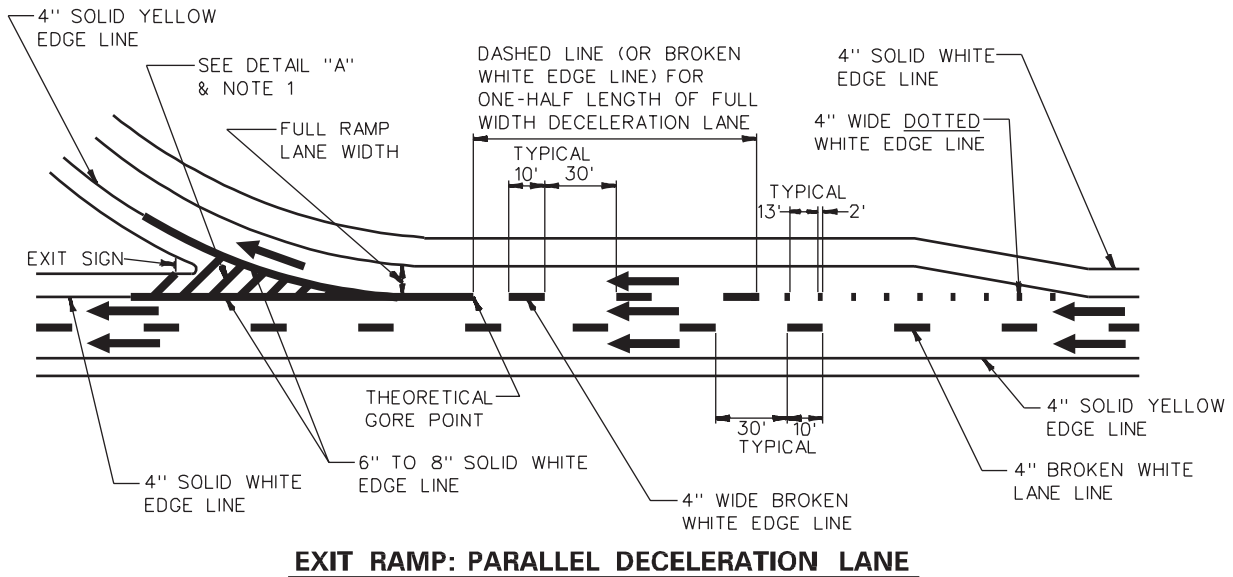 4" SOLID YELLOW
EDGE LINE
SEE DETAIL "A"
& NOTE 1
FULL RAMP
LANE WIDTH
DASHED LINE (OR BROKEN
WHITE EDGE LINE) FOR
ONE-HALF LENGTH OF FULL
WIDTH DECELERATION LANE
TYPICAL
10' 30'
4" SOLID WHITE
EDGE LINE
4" WIDE DOTTED
WHITE EDGE LINE
TYPICAL
13' 2'
EXIT SIGN
THEORETICAL
GORE POINT
30' 10'
TYPICAL
4" SOLID YELLOW
EDGE LINE
4" SOLID WHITE
EDGE LINE
6" TO 8" SOLID WHITE
EDGE LINE
4" WIDE BROKEN
WHITE EDGE LINE
4" BROKEN WHITE
LANE LINE
EXIT RAMP: PARALLEL DECELERATION LANE